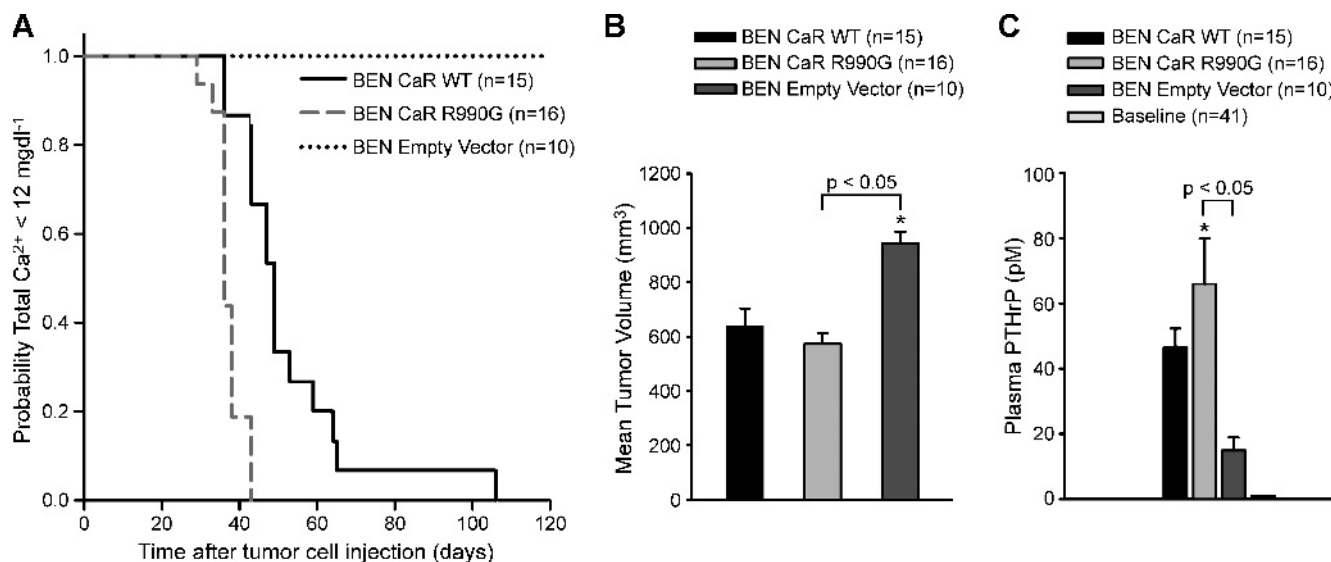 A
1.0
0.8
0.6
0.4
0.2
0.0
Probability Total Ca²⁺ < 12 mgdl⁻¹
BEN CaR WT (n=15)
BEN CaR R990G (n=16)
BEN Empty Vector (n=10)
0 20 40 60 80 100 120
Time after tumor cell injection (days)
B
BEN CaR WT (n=15)
BEN CaR R990G (n=16)
BEN Empty Vector (n=10)
p < 0.05
*
1200
1000
800
600
400
200
0
Mean Tumor Volume (mm³)
C
BEN CaR WT (n=15)
BEN CaR R990G (n=16)
BEN Empty Vector (n=10)
Baseline (n=41)
p < 0.05
*
100
80
60
40
20
0
Plasma PTHrP (pM)